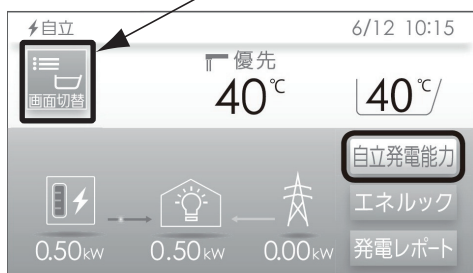 自立
6/12 10:15
画面切替
優先
40℃
40℃
自立発電能力
エネルック
発電レポート
0.50kw
0.50kw
0.00kw